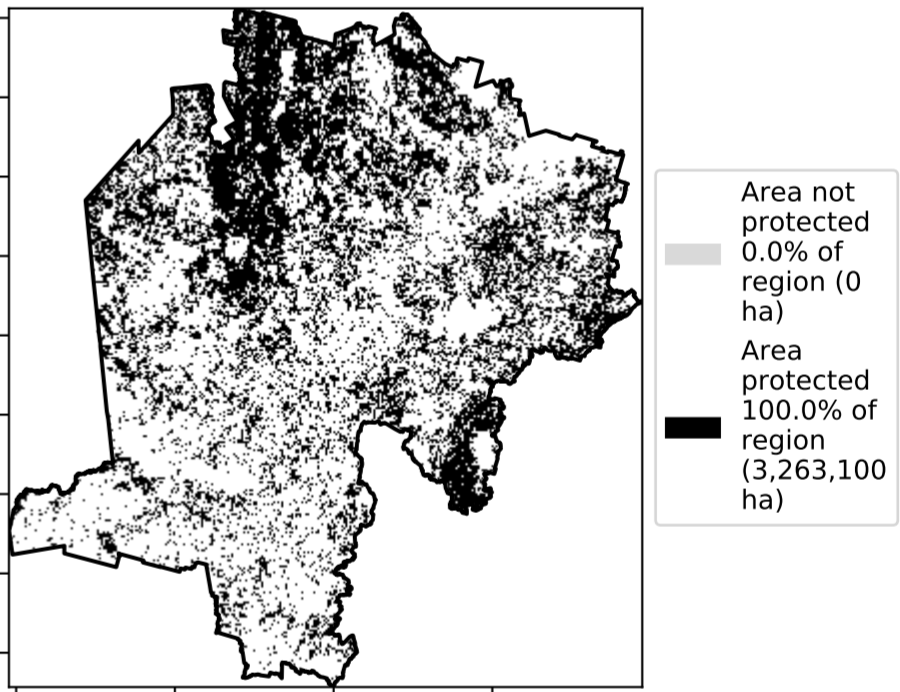 Area not
protected
0.0% of
region (0
ha)
Area
protected
100.0% of
region
(3,263,100
ha)